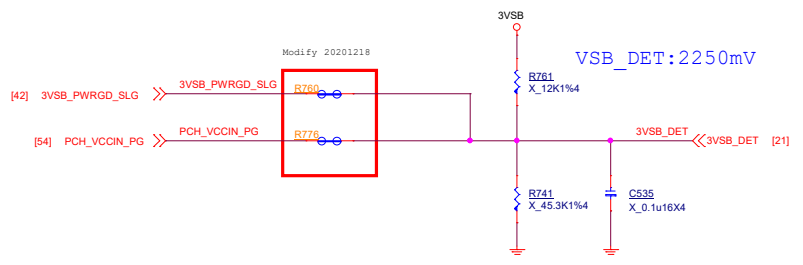 3VSB
Modify 20201218
VSB_DET:2250mV
R761
X_12K1%4
3VSB_PWRGD_SLG
R760
[42] 3VSB_PWRGD_SLG
PCH_VCCIN_PG
R776
3VSB_DET
[54] PCH_VCCIN_PG
3VSB_DET [21]
R741
X_45.3K1%4
C535
X_0.1u16X4